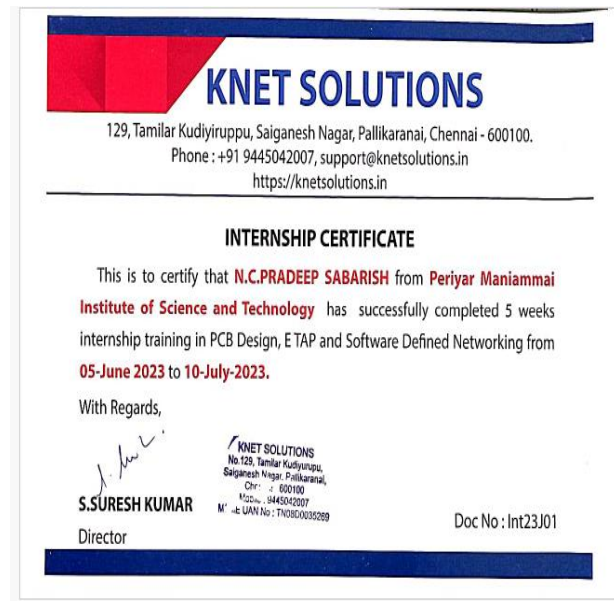 KNET SOLUTIONS
129, Tamilar Kudiyiruppu, Saiganesh Nagar, Pallikaranai, Chennai - 600100.
Phone : +91 9445042007, support@knetsolutions.in
https://knetsolutions.in
INTERNSHIP CERTIFICATE
This is to certify that N.C.PRADEEP SABARISH from Periyar Maniammai
Institute of Science and Technology has successfully completed 5 weeks
internship training in PCB Design, E TAP and Software Defined Networking from
05-June 2023 to 10-July-2023.
With Regards,
KNET SOLUTIONS
No.129, Tamilar Kudiyurupu,
Saiganesh Nagar, Pallikaranai,
600100
9445042007
UAN No : TN08D0035269
S.SURESH KUMAR
Director
Doc No : Int23J01